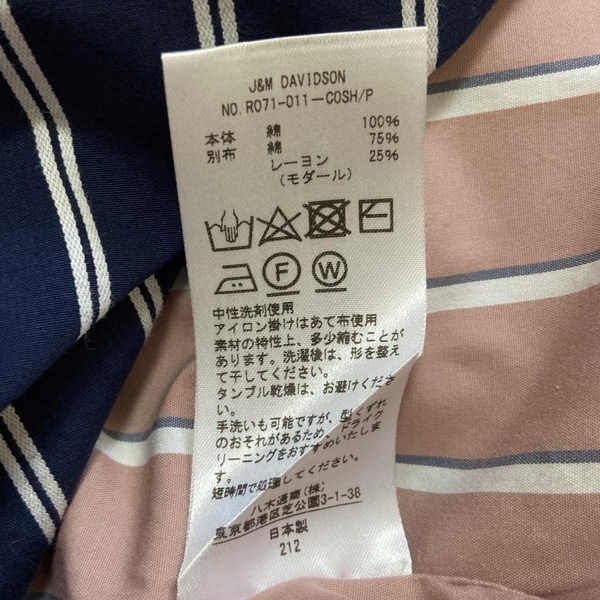 J&M DAVIDSON
NO.R071-011-COSH/P
本体 綿 100%
別布 綿 75%
レーヨン 25%
(モダール)
F W
中性洗剤使用
アイロン掛けはあて布使用
素材の特性上、多少縮むことが
あります。洗濯後は、形を整え
て干してください。
タンブル乾燥は、お避けくださ
い。
手洗いも可能ですが、型くずれ
のおそれがあるため、ドライク
リーニングをおすすめいたしま
す。
短時間で処理してください。
八木通商(株)
東京都港区芝公園3-1-38
日本製
212